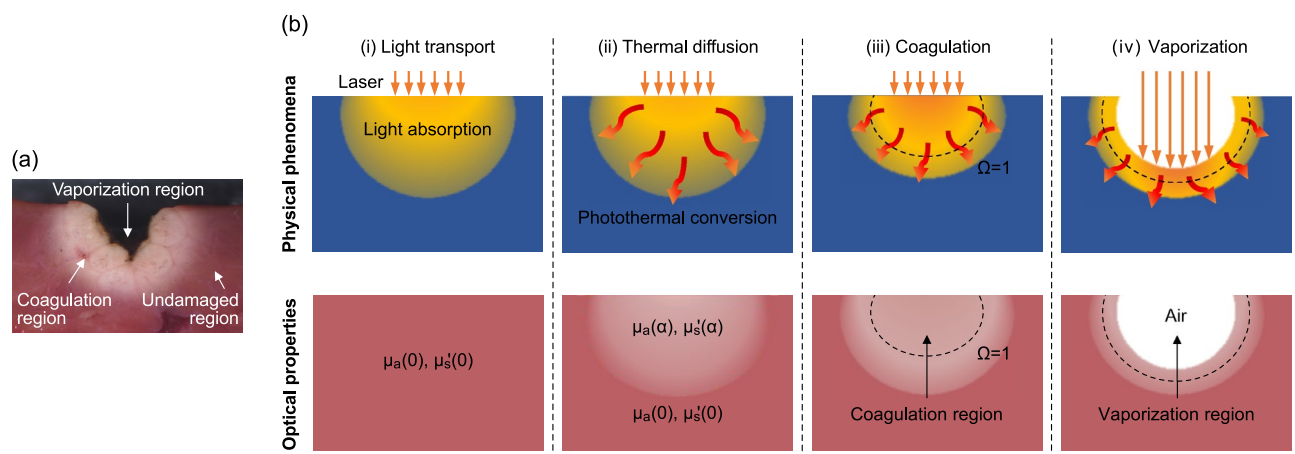 (b)
(i) Light transport
(ii) Thermal diffusion
(iii) Coagulation
(iv) Vaporization
Physical phenomena
Laser
Light absorption
Photothermal conversion
Ω=1
(a)
Vaporization region
Coagulation
region
Undamaged
region
Optical properties
μa(0), μs'(0)
μa(α), μs'(α)
μa(0), μs'(0)
Ω=1
Coagulation region
Air
Vaporization region